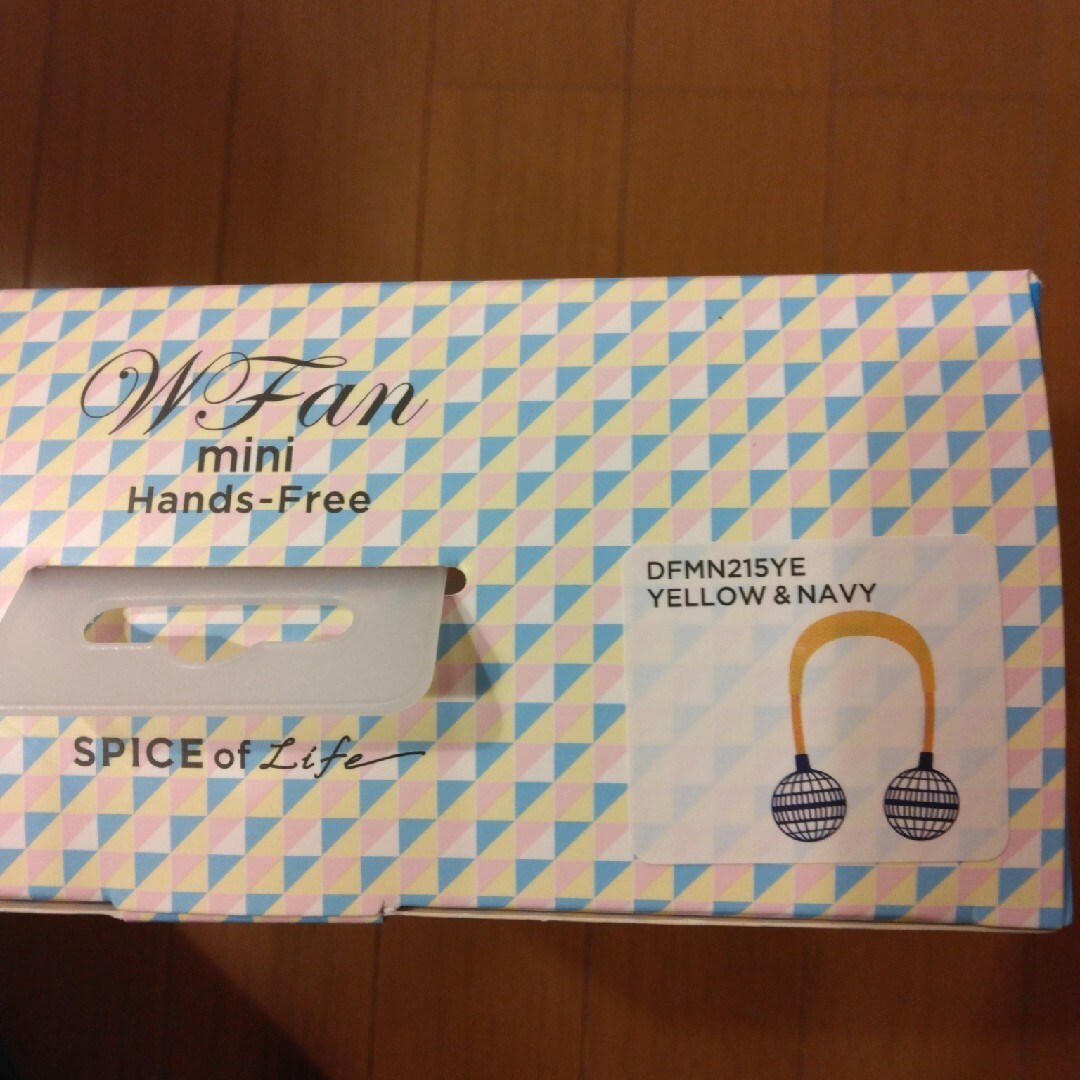 WFan
mini
Hands-Free
SPICE of Life
DFMN215YE
YELLOW & NAVY